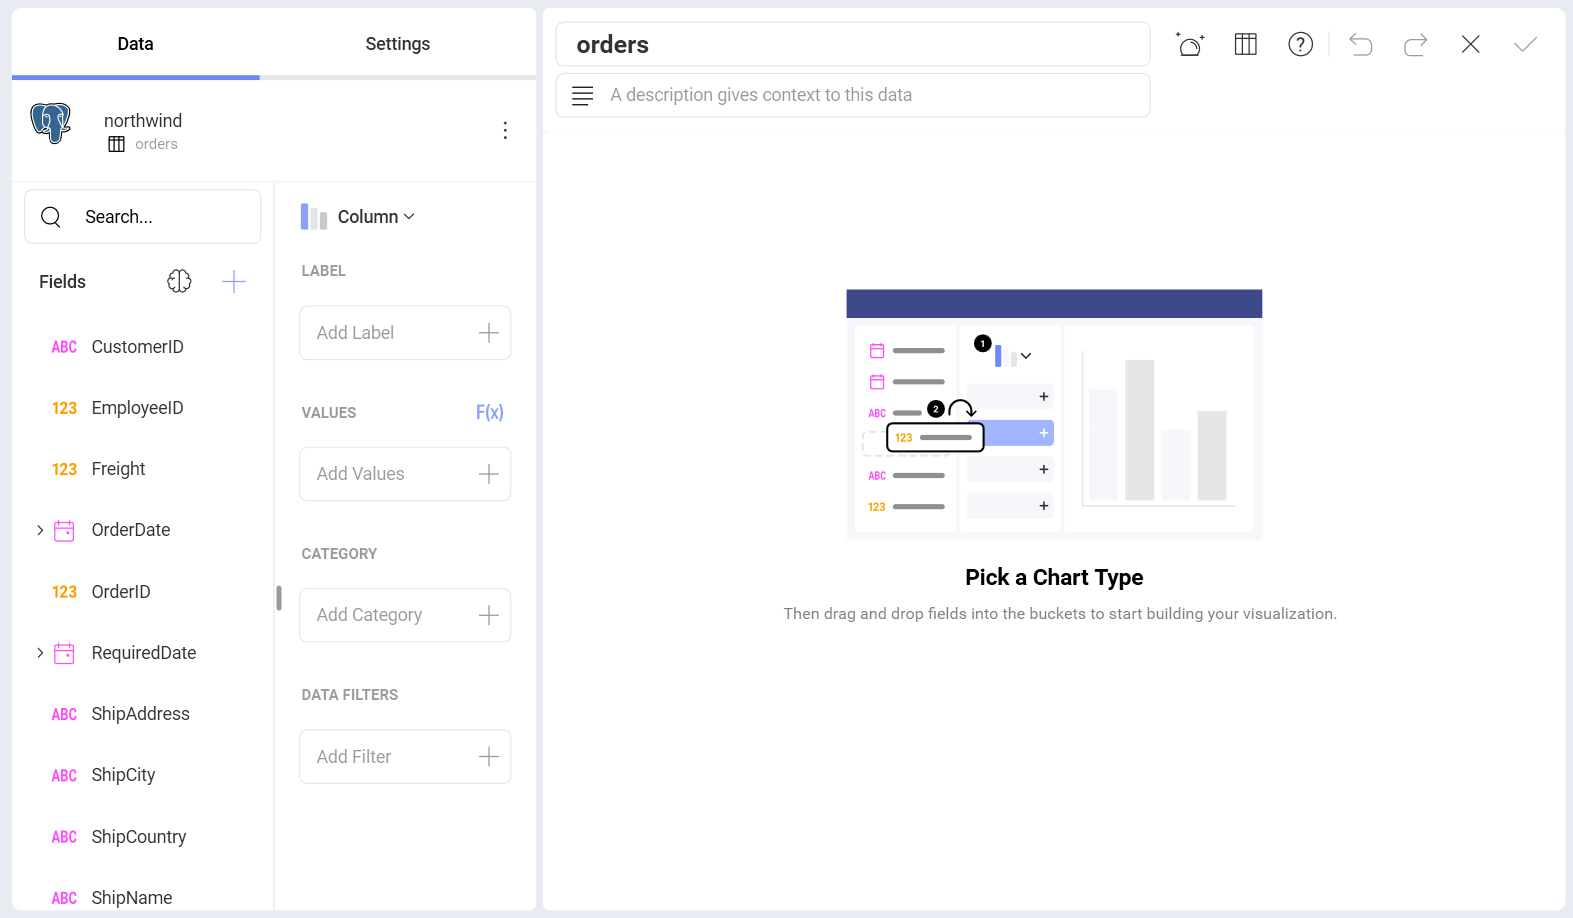 Data
Settings
northwind
orders
Search...
Fields
ABC CustomerID
123 EmployeeID
123 Freight
OrderDate
123 OrderID
RequiredDate
ABC ShipAddress
ABC ShipCity
ABC ShipCountry
ABC ShipName
Column
LABEL
Add Label
VALUES F(x)
Add Values
CATEGORY
Add Category
DATA FILTERS
Add Filter
orders
?
A description gives context to this data
1
ABC
2
123
ABC
123
Pick a Chart Type
Then drag and drop fields into the buckets to start building your visualization.